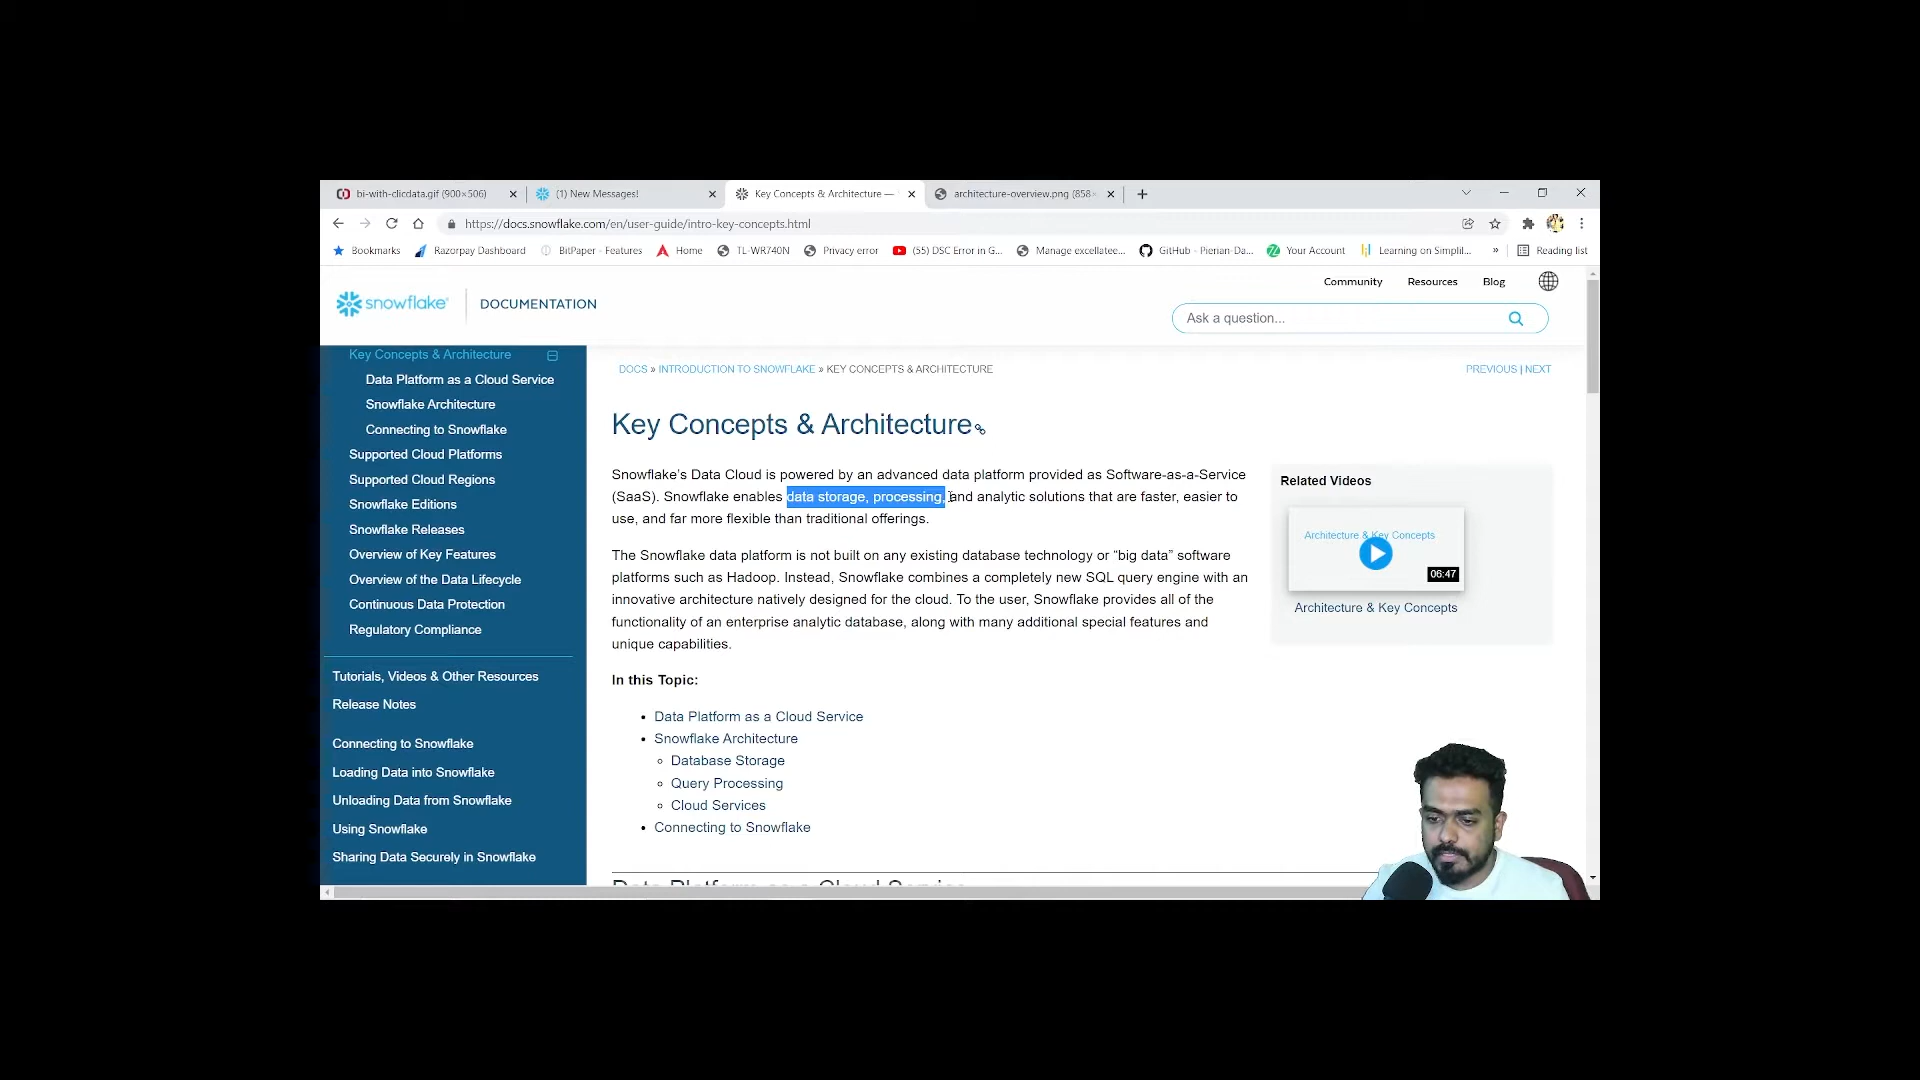 bi-with-clicdata.gif (900×506)
(1) New Messages!
Key Concepts & Architecture —
architecture-overview.png (858×
https://docs.snowflake.com/en/user-guide/intro-key-concepts.html
Bookmarks
Razorpay Dashboard
BitPaper - Features
Home
TL-WR740N
Privacy error
(55) DSC Error in G...
Manage excellatee...
GitHub - Pierian-Da...
Your Account
Learning on Simplil...
»
Reading list
Community
Resources
Blog
snowflake
DOCUMENTATION
Ask a question...
Key Concepts & Architecture
Data Platform as a Cloud Service
Snowflake Architecture
Connecting to Snowflake
Supported Cloud Platforms
Supported Cloud Regions
Snowflake Editions
Snowflake Releases
Overview of Key Features
Overview of the Data Lifecycle
Continuous Data Protection
Regulatory Compliance
Tutorials, Videos & Other Resources
Release Notes
Connecting to Snowflake
Loading Data into Snowflake
Unloading Data from Snowflake
Using Snowflake
Sharing Data Securely in Snowflake
DOCS » INTRODUCTION TO SNOWFLAKE » KEY CONCEPTS & ARCHITECTURE
PREVIOUS | NEXT
Key Concepts & Architecture
Snowflake's Data Cloud is powered by an advanced data platform provided as Software-as-a-Service
(SaaS). Snowflake enables data storage, processing, and analytic solutions that are faster, easier to
use, and far more flexible than traditional offerings.
The Snowflake data platform is not built on any existing database technology or “big data” software
platforms such as Hadoop. Instead, Snowflake combines a completely new SQL query engine with an
innovative architecture natively designed for the cloud. To the user, Snowflake provides all of the
functionality of an enterprise analytic database, along with many additional special features and
unique capabilities.
In this Topic:
• Data Platform as a Cloud Service
• Snowflake Architecture
◦ Database Storage
◦ Query Processing
◦ Cloud Services
• Connecting to Snowflake
Data Platform as a Cloud Service
Related Videos
Architecture & Key Concepts
06:47
Architecture & Key Concepts